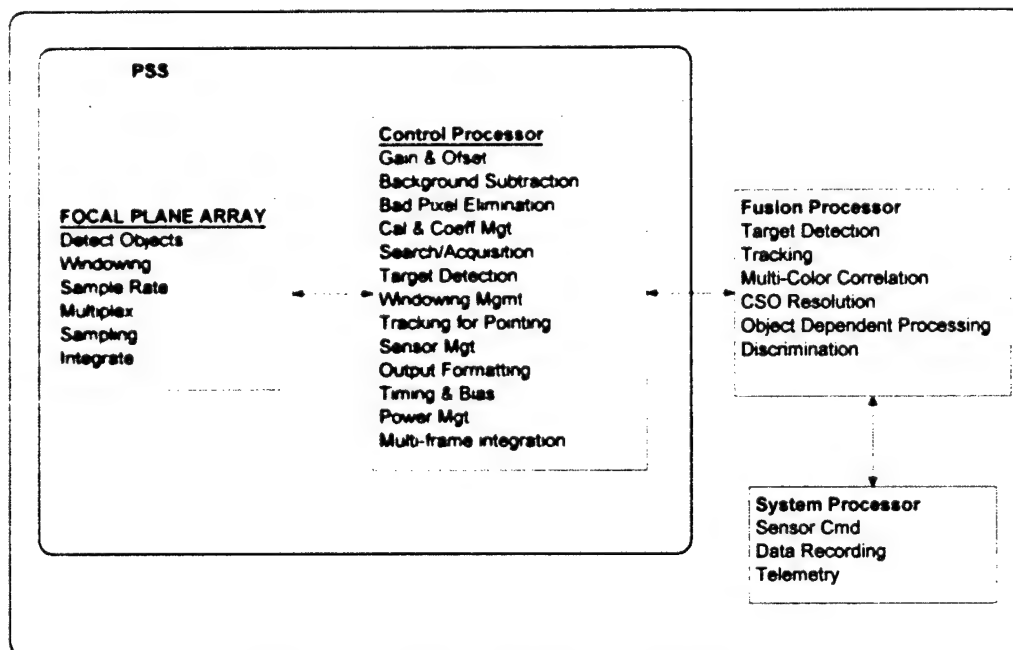 PSS
FOCAL PLANE ARRAY
Detect Objects
Windowing
Sample Rate
Multiplex
Sampling
Integrate
Control Processor
Gain & Ofset
Background Subtraction
Bad Pixel Elimination
Cal & Coeff Mgt
Search/Acquisition
Target Detection
Windowing Mgmt
Tracking for Pointing
Sensor Mgt
Output Formatting
Timing & Bias
Power Mgt
Multi-frame integration
Fusion Processor
Target Detection
Tracking
Multi-Color Correlation
CSO Resolution
Object Dependent Processing
Discrimination
System Processor
Sensor Cmd
Data Recording
Telemetry